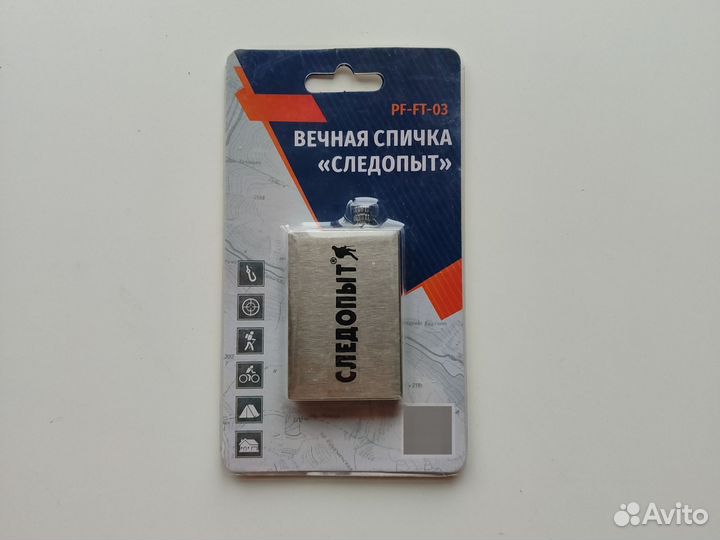 PF-FT-03
ВЕЧНАЯ СПИЧКА
«СЛЕДОПЫТ»
СЛЕДОПЫТ®
Avito